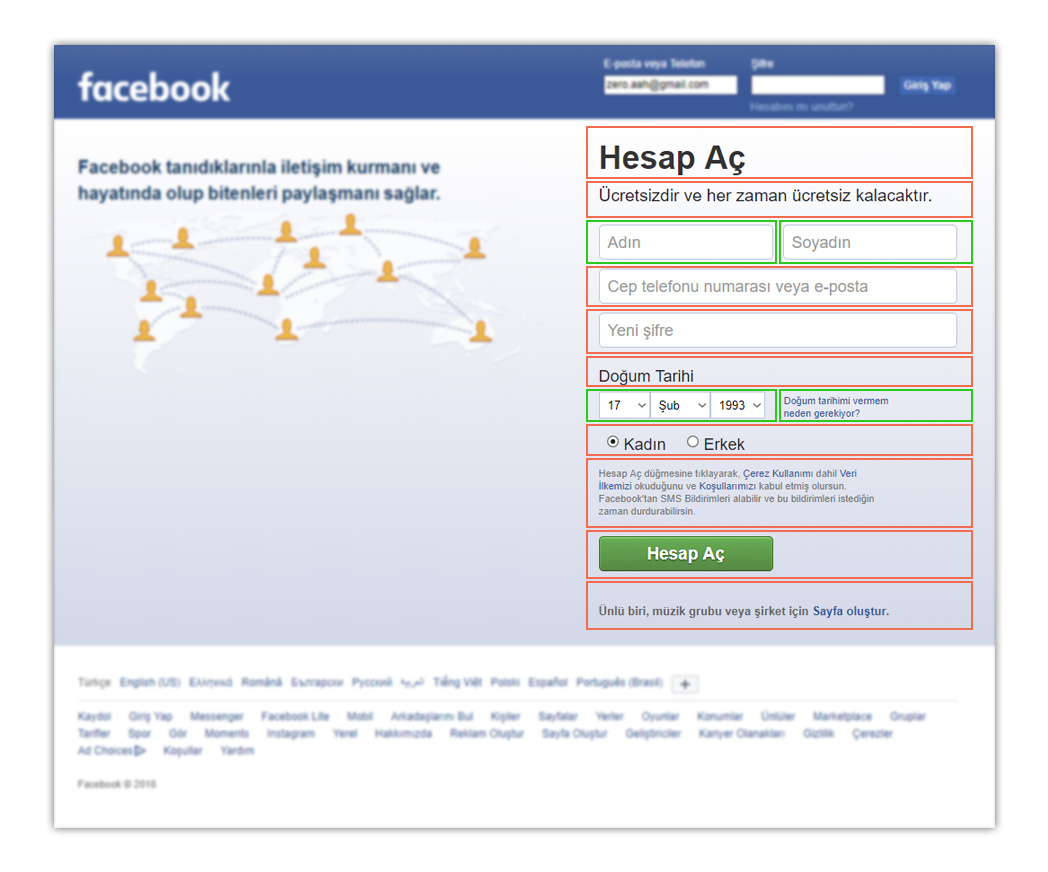 facebook
E-posta veya Telefon
Şifre
zero.aah@gmail.com
Giriş Yap
Hesabını mı unuttun?
Facebook tanıdıklarınla iletişim kurmanı ve
hayatında olup bitenleri paylaşmanı sağlar.
Hesap Aç
Ücretsizdir ve her zaman ücretsiz kalacaktır.
Adın
Soyadın
Cep telefonu numarası veya e-posta
Yeni şifre
Doğum Tarihi
17 Şub 1993
Doğum tarihimi vermem
neden gerekiyor?
Kadın Erkek
Hesap Aç düğmesine tıklayarak, Çerez Kullanımı dahil Veri
İlkemizi okuduğunu ve Koşullarımızı kabul etmiş olursun.
Facebook'tan SMS Bildirimleri alabilir ve bu bildirimleri istediğin
zaman durdurabilirsin.
Hesap Aç
Ünlü biri, müzik grubu veya şirket için Sayfa oluştur.
Türkçe English (US) Ελληνικά Română Български Русский Tiếng Việt Polski Español Português (Brasil) +
Kaydol Giriş Yap Messenger Facebook Lite Mobil Arkadaşlarını Bul Kişiler Sayfalar Yerler Oyunlar Konumlar Ünlüler Marketplace Gruplar
Tarifler Spor Gör Moments Instagram Yerel Hakkımızda Reklam Oluştur Sayfa Oluştur Geliştiriciler Kariyer Olanakları Gizlilik Çerezler
Ad Choices Koşullar Yardım
Facebook © 2018